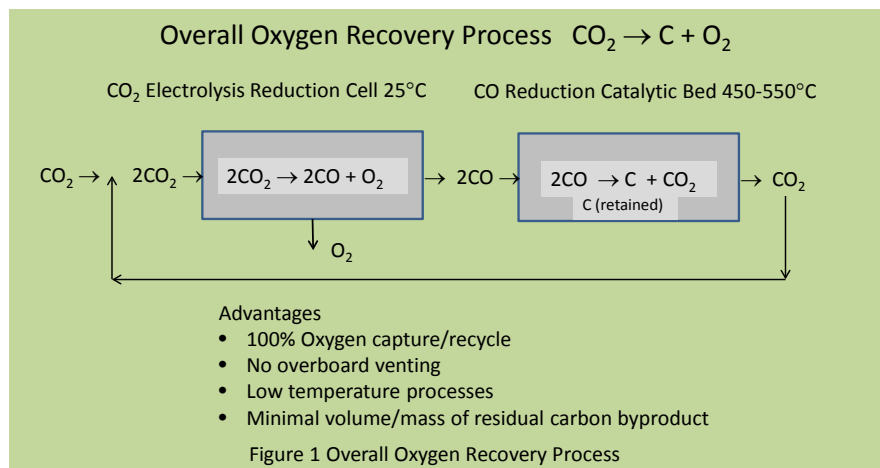 Overall Oxygen Recovery Process CO₂ → C + O₂
CO₂ Electrolysis Reduction Cell 25°C
CO Reduction Catalytic Bed 450-550°C
CO₂ → 2CO₂ → 2CO₂ → 2CO + O₂ → 2CO → 2CO → C + CO₂ → CO₂
C (retained)
O₂
Advantages
• 100% Oxygen capture/recycle
• No overboard venting
• Low temperature processes
• Minimal volume/mass of residual carbon byproduct
Figure 1 Overall Oxygen Recovery Process